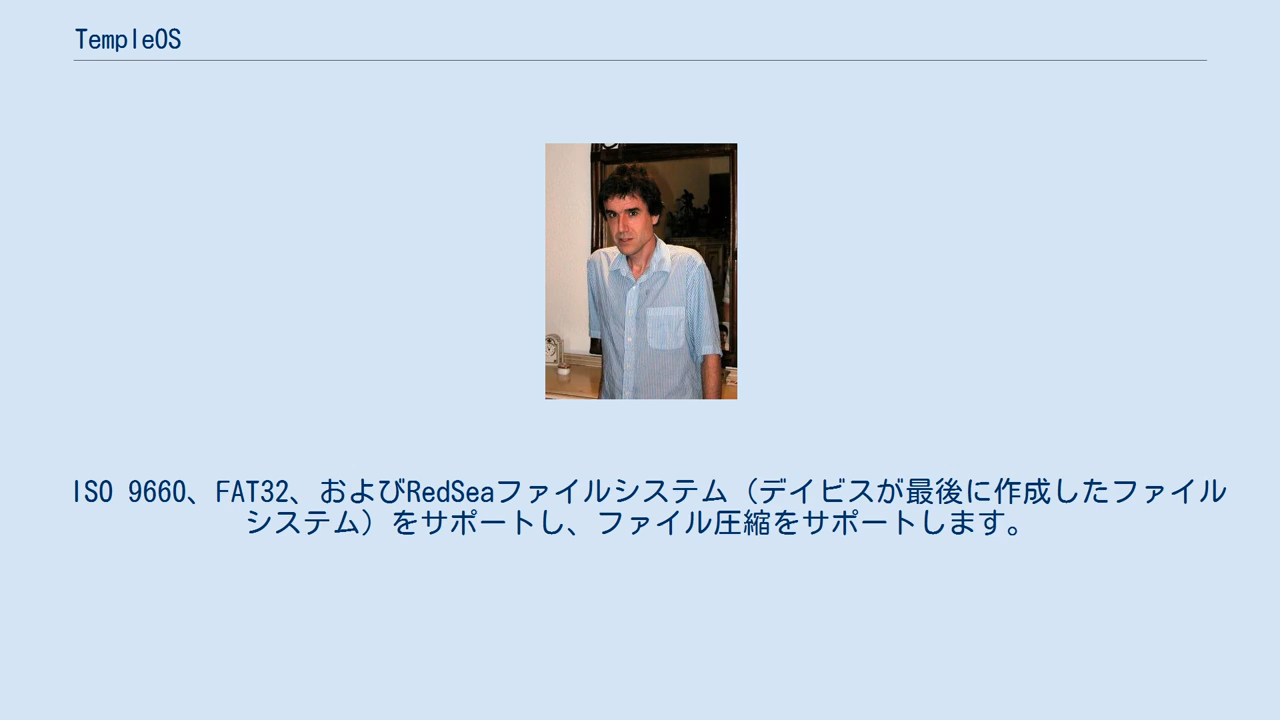 TempleOS
ISO 9660、FAT32、およびRedSeaファイルシステム（デイビスが最後に作成したファイル
システム）をサポートし、ファイル圧縮をサポートします。